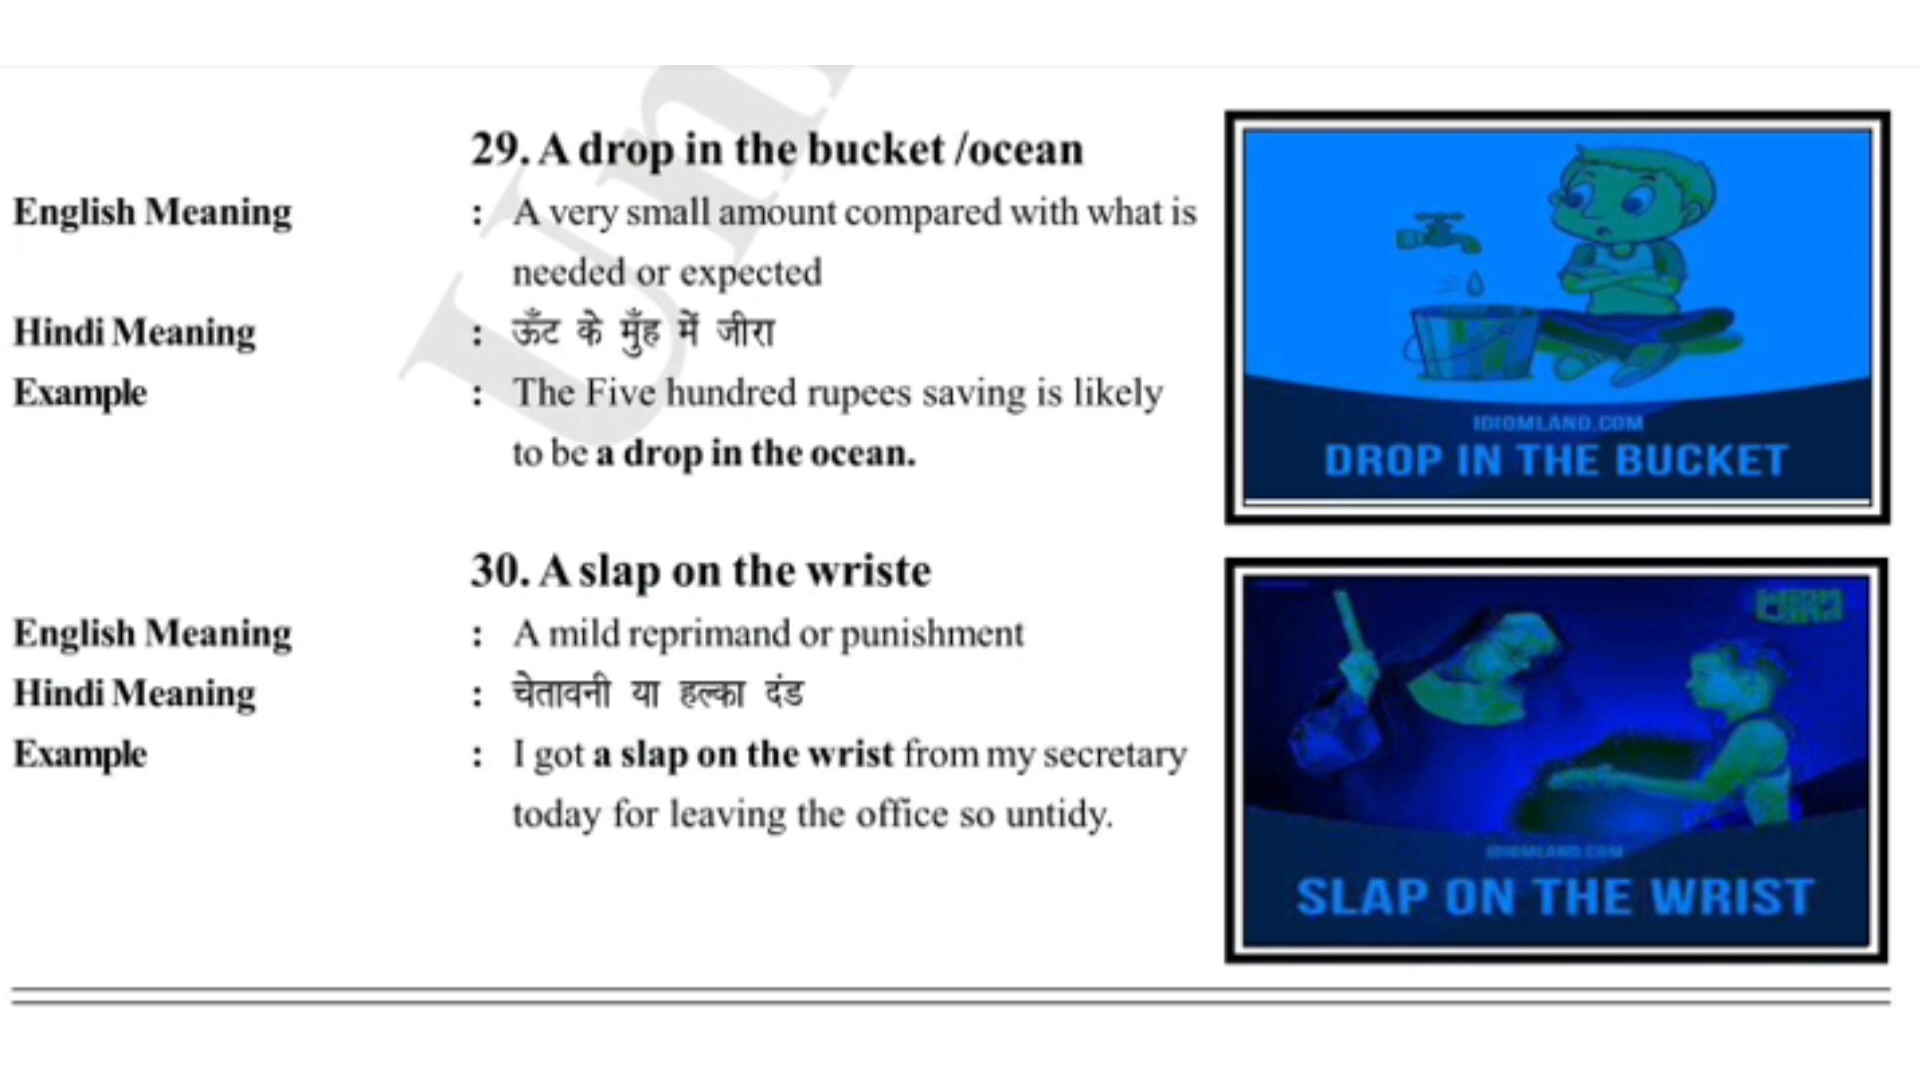 29. A drop in the bucket /ocean
English Meaning : A very small amount compared with what is
needed or expected
Hindi Meaning : ऊँट के मुँह में जीरा
Example : The Five hundred rupees saving is likely
to be a drop in the ocean.
IDIOMLAND.COM
DROP IN THE BUCKET
30. A slap on the wriste
English Meaning : A mild reprimand or punishment
Hindi Meaning : चेतावनी या हल्का दंड
Example : I got a slap on the wrist from my secretary
today for leaving the office so untidy.
IDIOMLAND.COM
SLAP ON THE WRIST